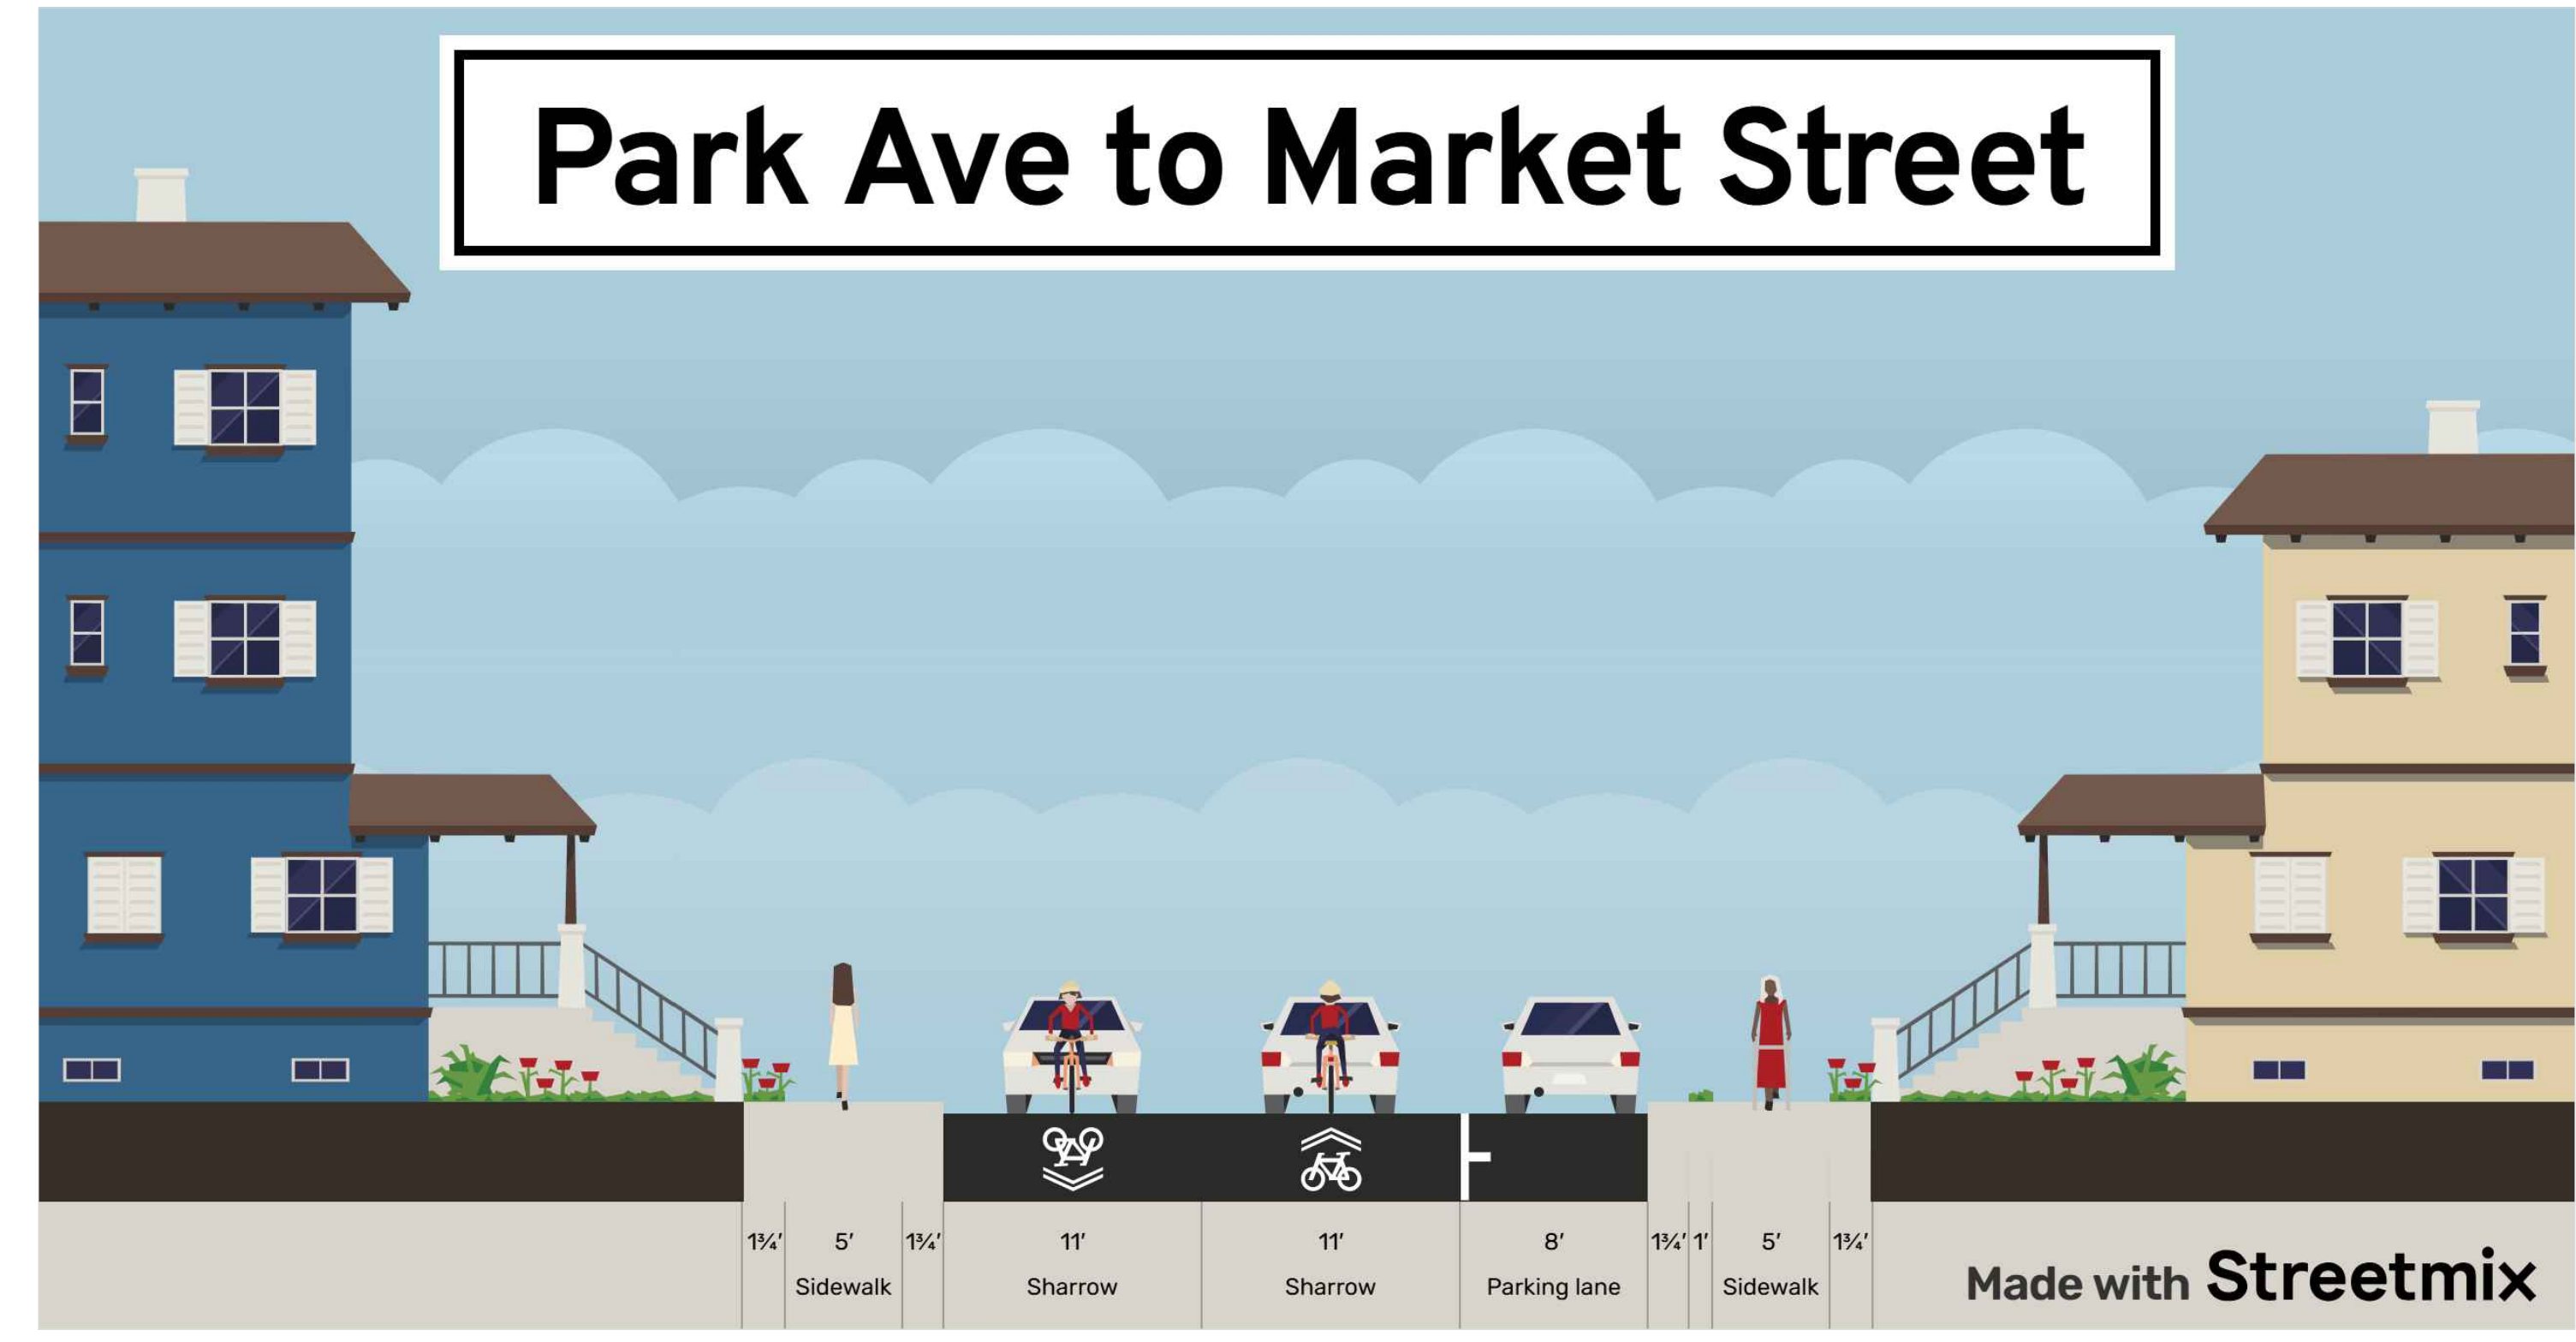 Park Ave to Market Street
1¾' 5' 1¾' 11' 11' 8' 1¾' 1' 5' 1¾'
Sidewalk Sharrow Sharrow Parking lane Sidewalk
Made with Streetmix